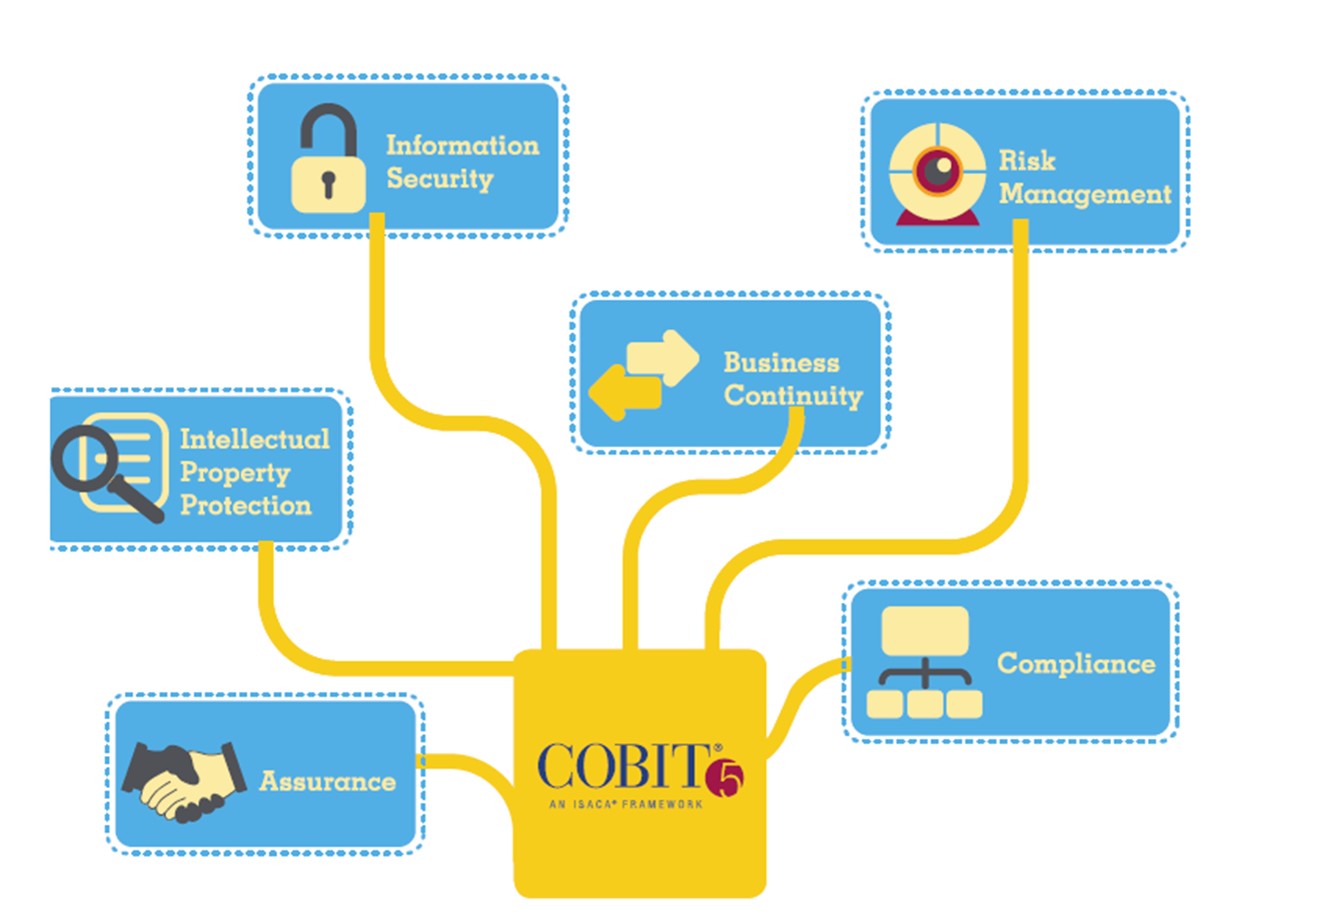 Information
Security
Risk
Management
Business
Continuity
Intellectual
Property
Protection
Compliance
Assurance
COBIT® 5
AN ISACA® FRAMEWORK